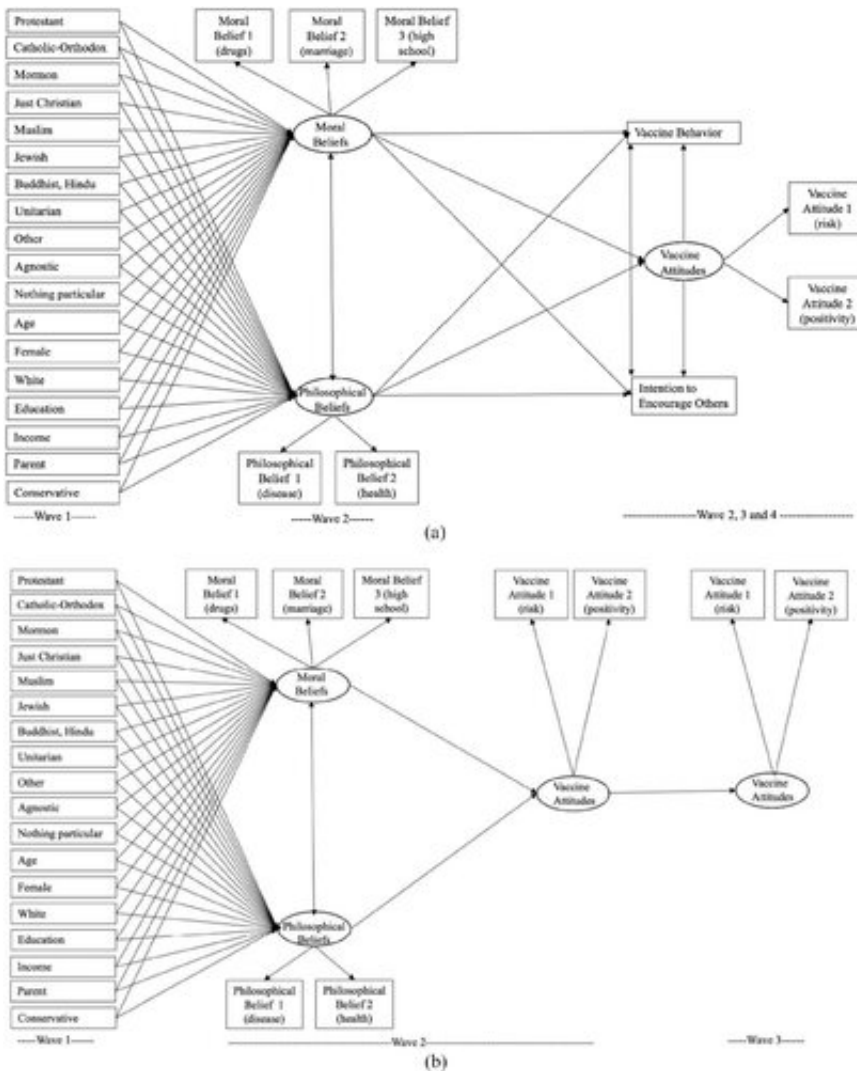 Protestant
Catholic-Orthodox
Mormon
Just Christian
Muslim
Jewish
Buddhist, Hindu
Unitarian
Other
Agnostic
Nothing particular
Age
Female
White
Education
Income
Parent
Conservative
-----Wave 1-----
Moral
Belief 1
(drugs)
Moral
Belief 2
(marriage)
Moral Belief
3 (high
school)
Moral
Beliefs
Philosophical
Beliefs
Philosophical
Belief 1
(disease)
Philosophical
Belief 2
(health)
-----Wave 2-----
Vaccine Behavior
Vaccine
Attitudes
Intention to
Encourage Others
Vaccine
Attitude 1
(risk)
Vaccine
Attitude 2
(positivity)
-----Wave 2, 3 and 4-----
(a)
Protestant
Catholic-Orthodox
Mormon
Just Christian
Muslim
Jewish
Buddhist, Hindu
Unitarian
Other
Agnostic
Nothing particular
Age
Female
White
Education
Income
Parent
Conservative
-----Wave 1-----
Moral
Belief 1
(drugs)
Moral
Belief 2
(marriage)
Moral Belief
3 (high
school)
Moral
Beliefs
Philosophical
Beliefs
Philosophical
Belief 1
(disease)
Philosophical
Belief 2
(health)
Vaccine
Attitude 1
(risk)
Vaccine
Attitude 2
(positivity)
Vaccine
Attitudes
-----Wave 2-----
Vaccine
Attitude 1
(risk)
Vaccine
Attitude 2
(positivity)
Vaccine
Attitudes
-----Wave 3-----
(b)